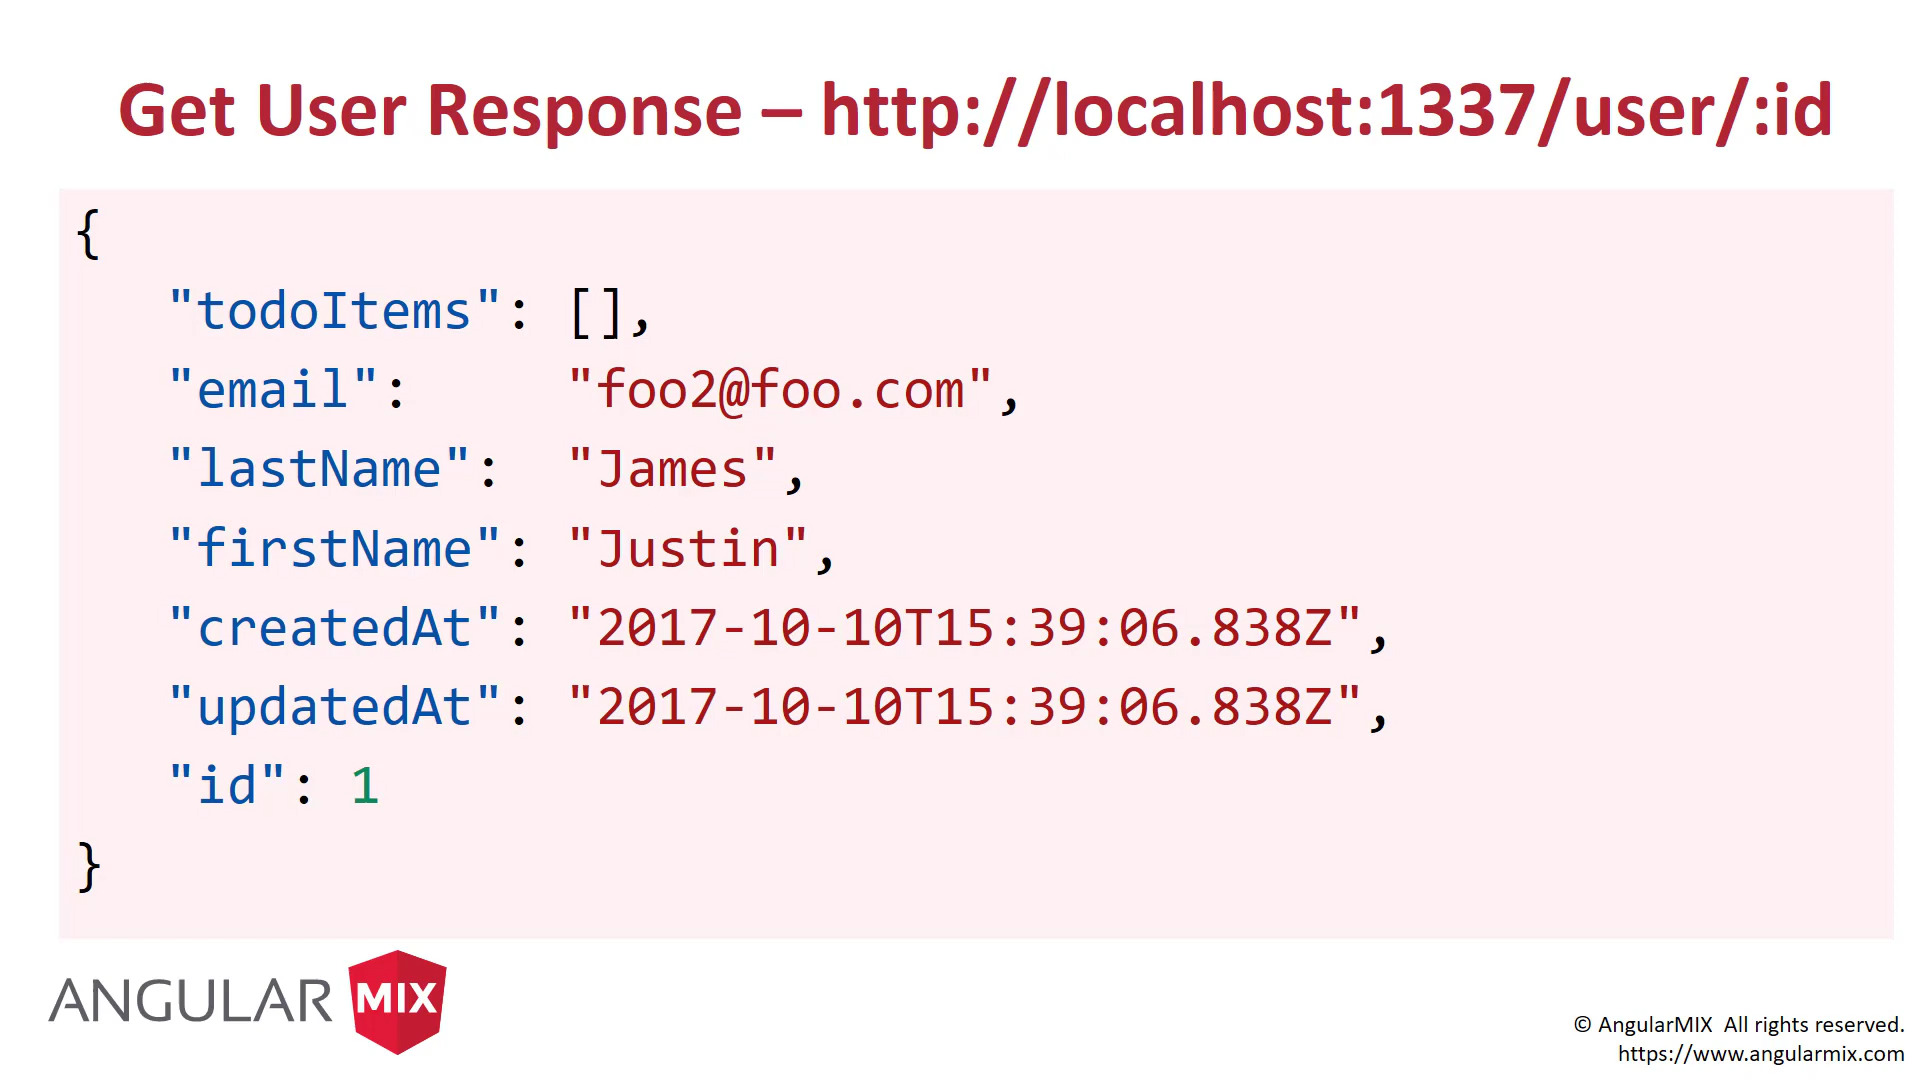 Get User Response – http://localhost:1337/user/:id
{
"todoItems": [],
"email": "foo2@foo.com",
"lastName": "James",
"firstName": "Justin",
"createdAt": "2017-10-10T15:39:06.838Z",
"updatedAt": "2017-10-10T15:39:06.838Z",
"id": 1
}
ANGULAR MIX
© AngularMIX All rights reserved.
https://www.angularmix.com